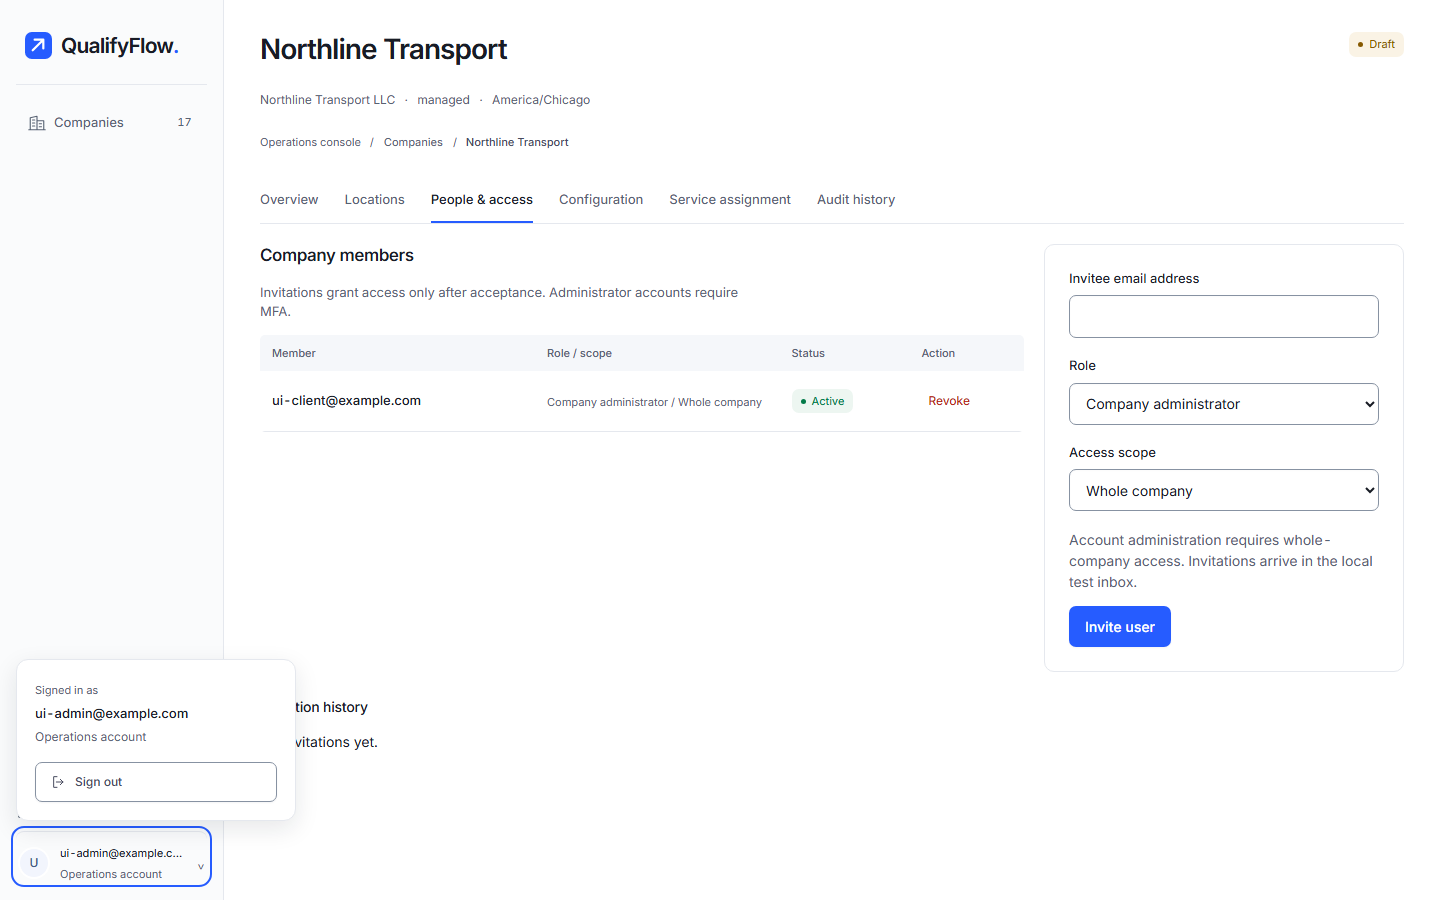 QualifyFlow.
Companies 17
Northline Transport
Draft
Northline Transport LLC · managed · America/Chicago
Operations console / Companies / Northline Transport
Overview Locations People & access Configuration Service assignment Audit history
Company members
Invitations grant access only after acceptance. Administrator accounts require
MFA.
Member Role / scope Status Action
ui-client@example.com Company administrator / Whole company Active Revoke
Invitee email address
Role
Company administrator
Access scope
Whole company
Account administration requires whole-
company access. Invitations arrive in the local
test inbox.
Invite user
tion history
vitations yet.
Signed in as
ui-admin@example.com
Operations account
Sign out
U
ui-admin@example.c...
Operations account